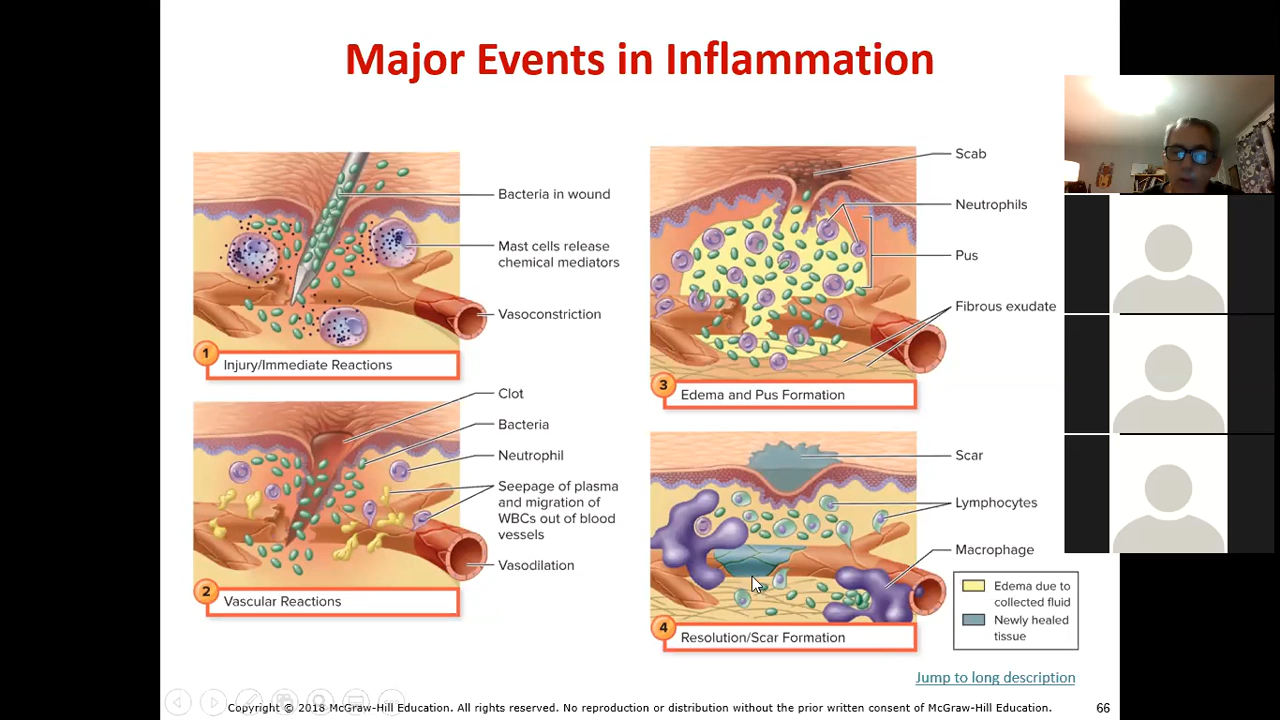 Major Events in Inflammation
Bacteria in wound
Mast cells release
chemical mediators
Vasoconstriction
1
Injury/Immediate Reactions
Clot
Bacteria
Neutrophil
Seepage of plasma
and migration of
WBCs out of blood
vessels
Vasodilation
2
Vascular Reactions
Scab
Neutrophils
Pus
Fibrous exudate
3
Edema and Pus Formation
Scar
Lymphocytes
Macrophage
Edema due to
collected fluid
Newly healed
tissue
4
Resolution/Scar Formation
Jump to long description
Copyright © 2018 McGraw-Hill Education. All rights reserved. No reproduction or distribution without the prior written consent of McGraw-Hill Education.
66